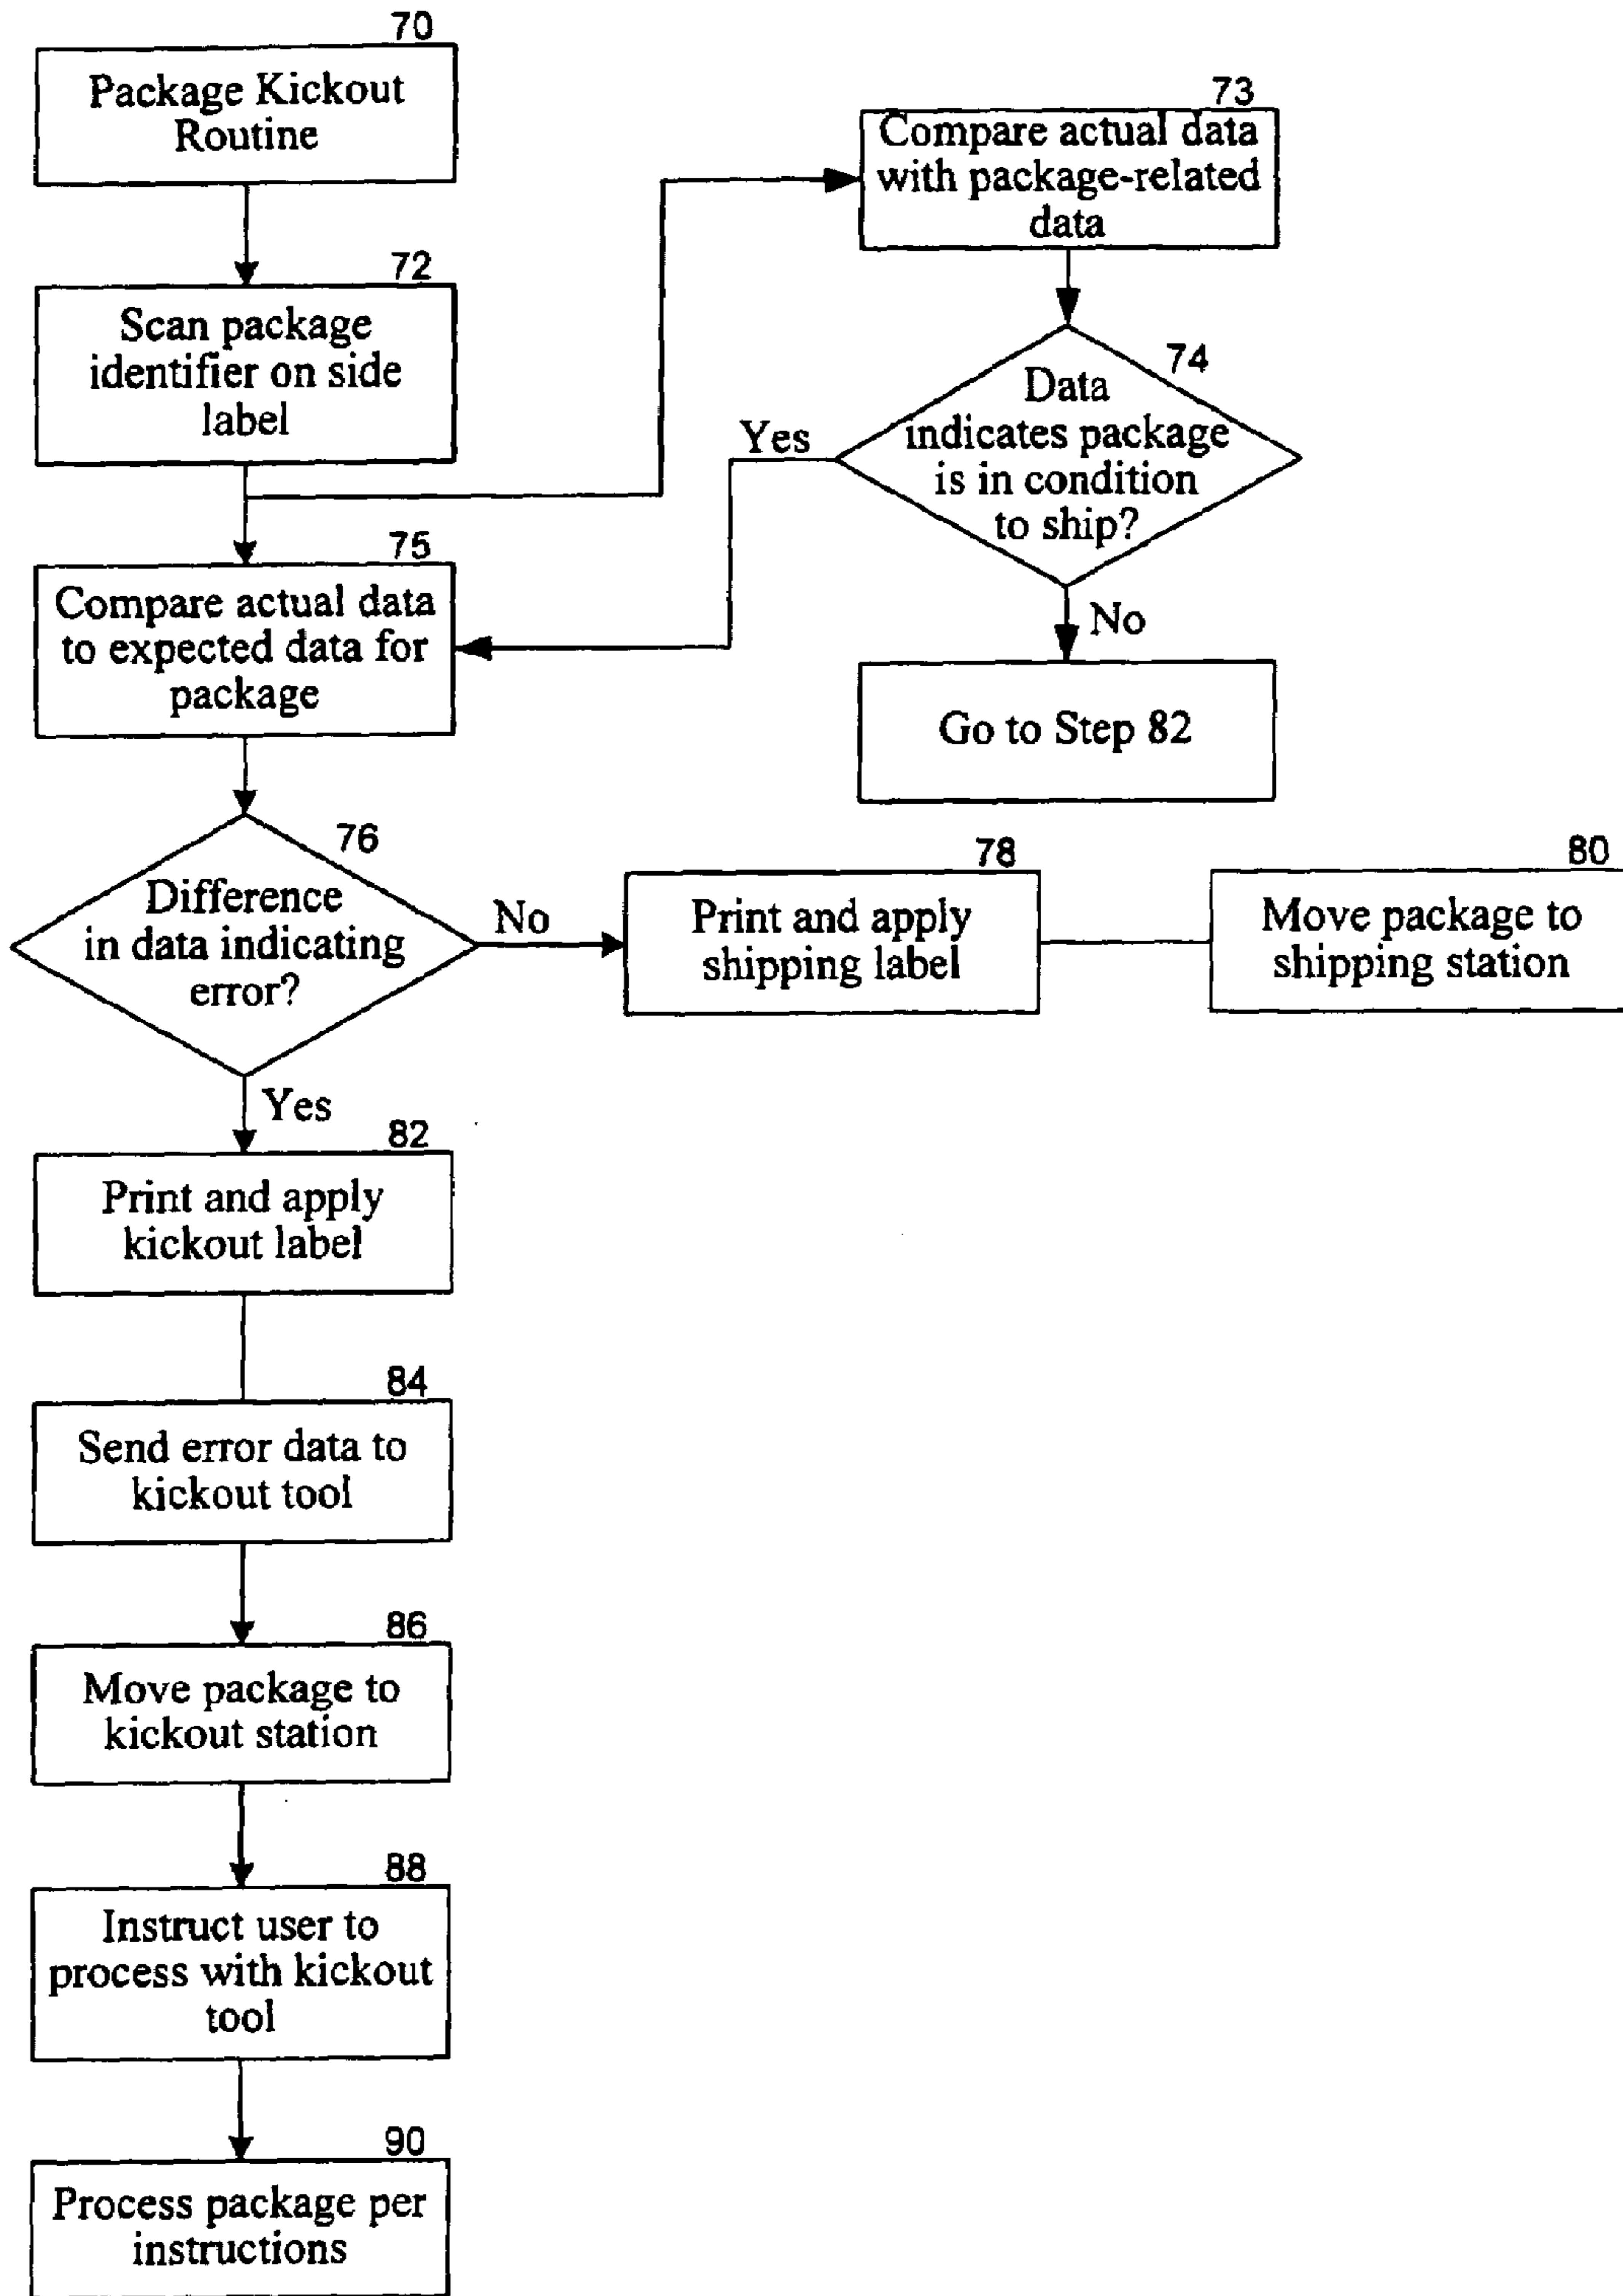 70
Package Kickout
Routine
72
Scan package
identifier on side
label
73
Compare actual data
with package-related
data
74
Data
indicates package
is in condition
to ship?
Yes
No
Go to Step 82
75
Compare actual data
to expected data for
package
76
Difference
in data indicating
error?
No
78
Print and apply
shipping label
80
Move package to
shipping station
Yes
82
Print and apply
kickout label
84
Send error data to
kickout tool
86
Move package to
kickout station
88
Instruct user to
process with kickout
tool
90
Process package per
instructions